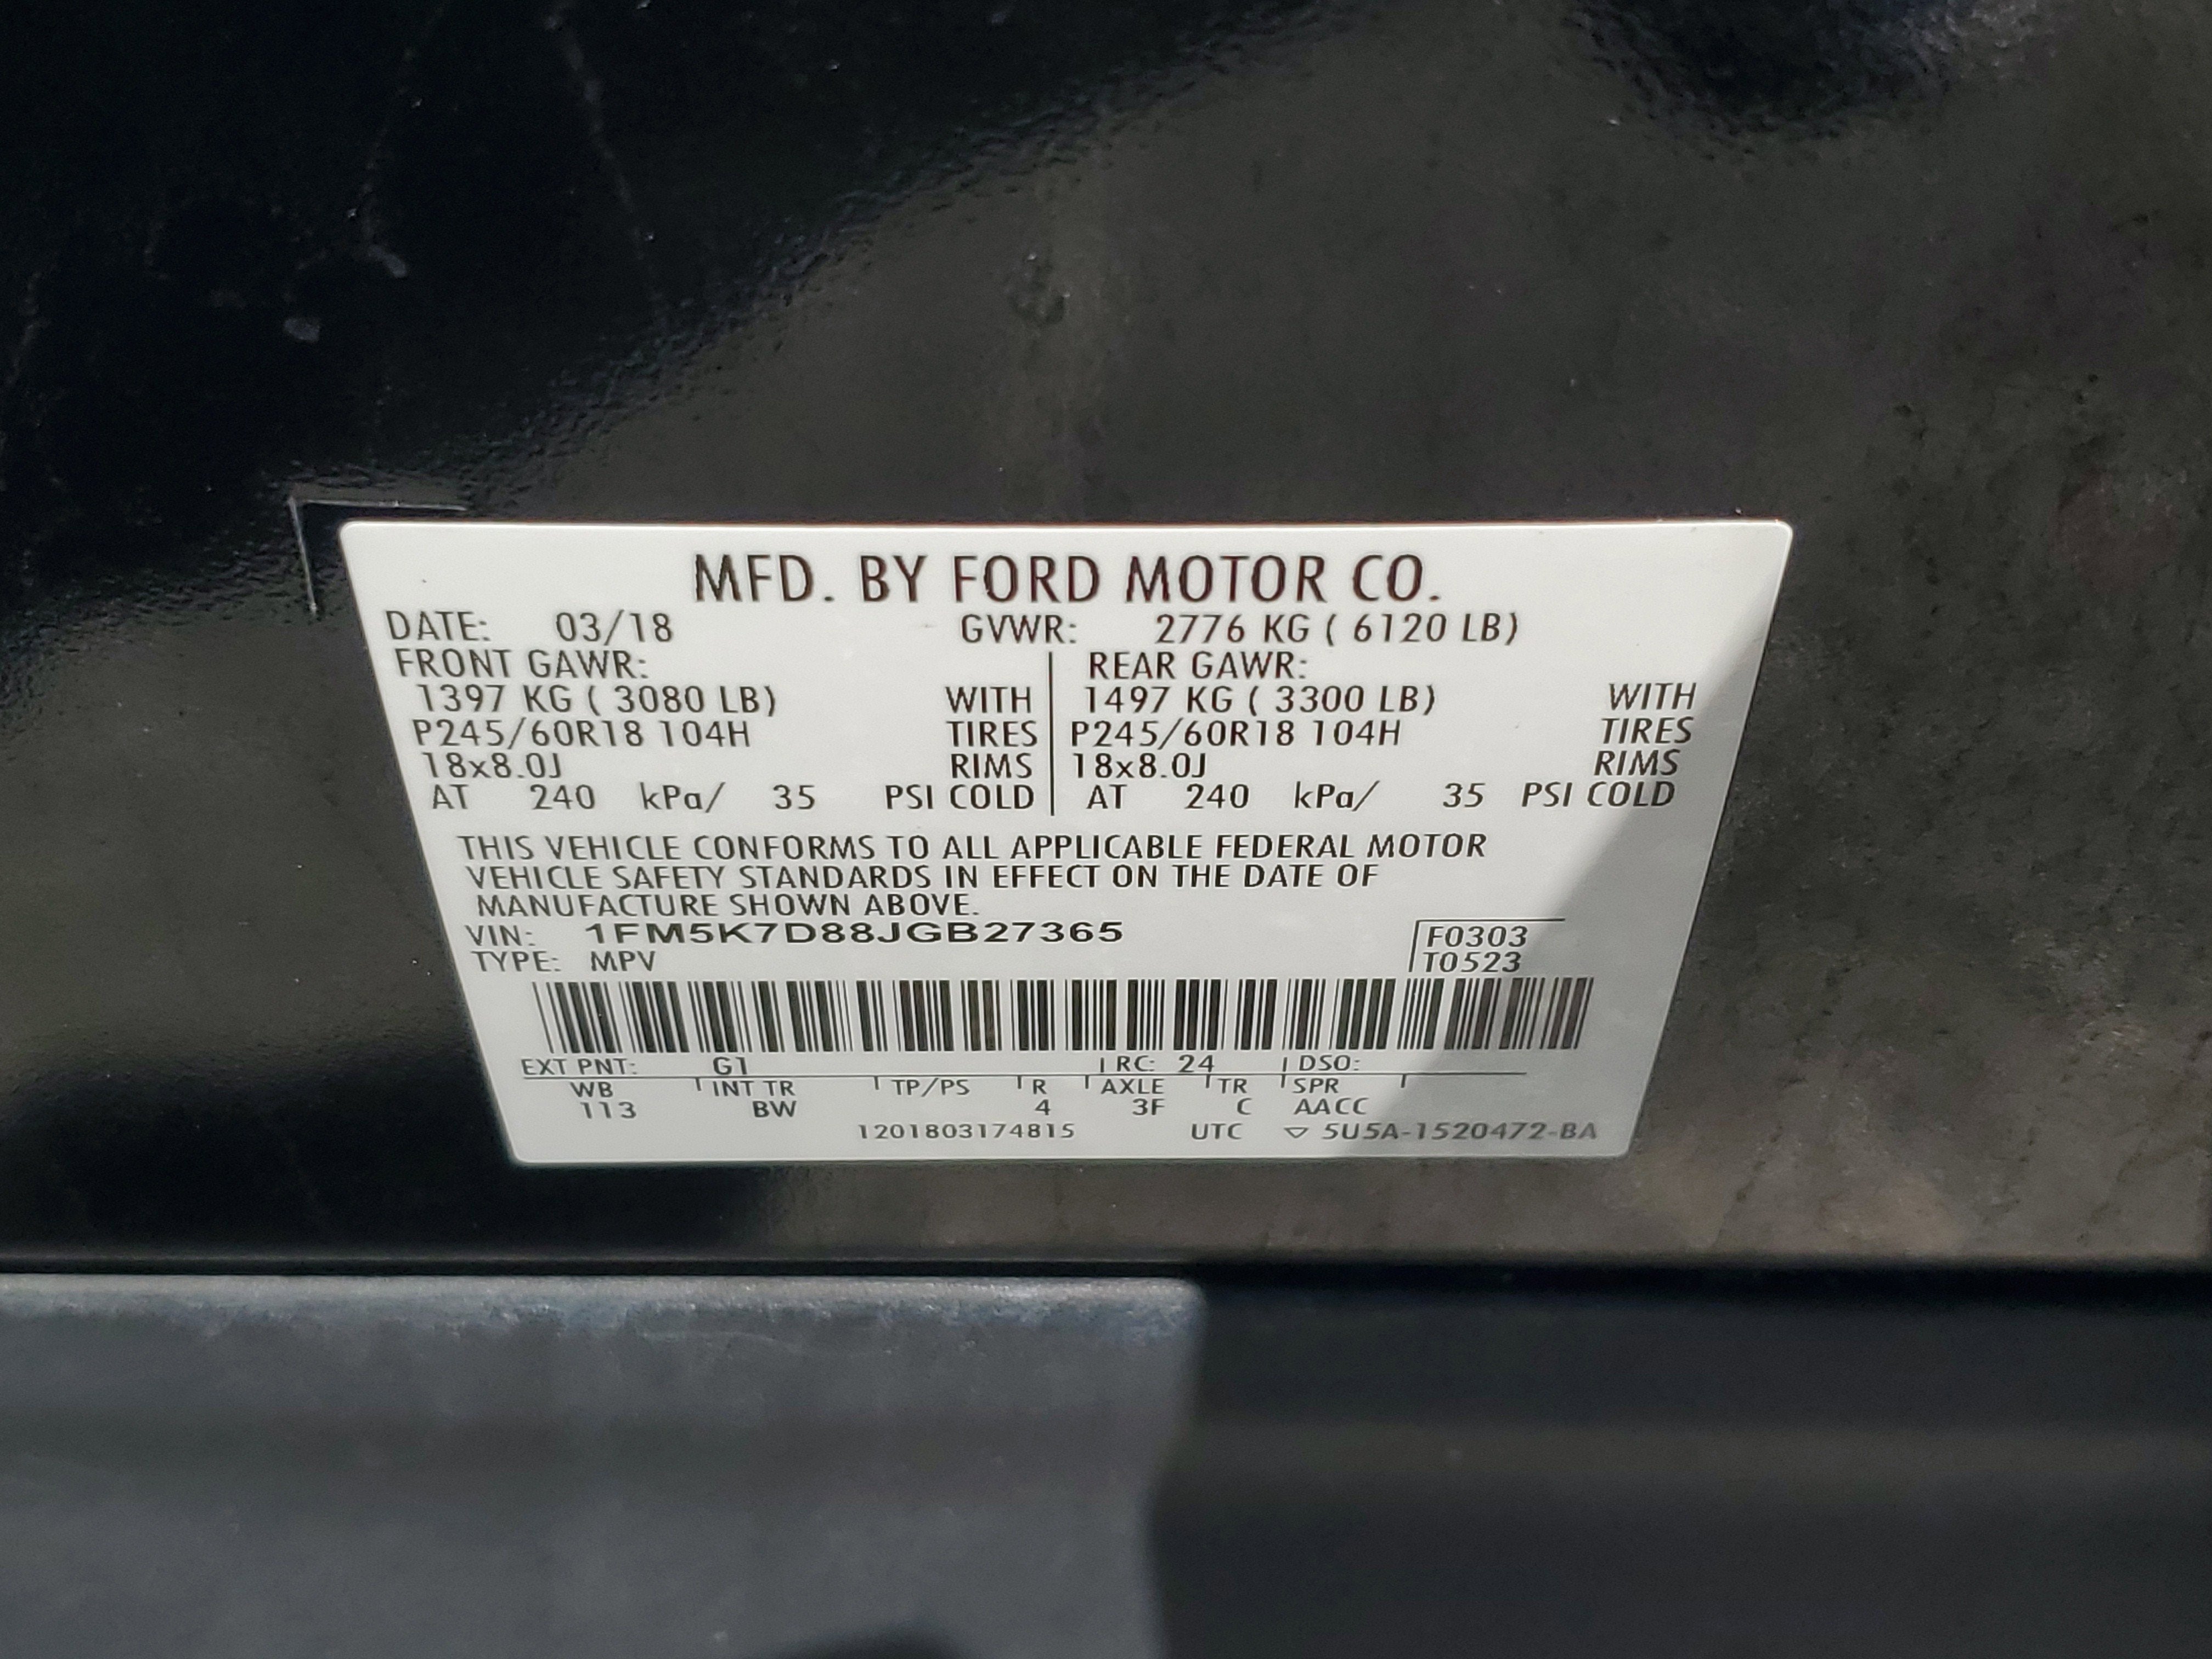 MFD. BY FORD MOTOR CO.
DATE: 03/18 GVWR: 2776 KG ( 6120 LB)
FRONT GAWR: REAR GAWR:
1397 KG ( 3080 LB) WITH 1497 KG ( 3300 LB) WITH
P245/60R18 104H TIRES P245/60R18 104H TIRES
18x8.0J RIMS 18x8.0J RIMS
AT 240 kPa/ 35 PSI COLD AT 240 kPa/ 35 PSI COLD
THIS VEHICLE CONFORMS TO ALL APPLICABLE FEDERAL MOTOR
VEHICLE SAFETY STANDARDS IN EFFECT ON THE DATE OF
MANUFACTURE SHOWN ABOVE.
VIN: 1FM5K7D88JGB27365 F0303
TYPE: MPV T0523
EXT PNT: G1 RC: 24 DSO:
WB INT TR TP/PS R AXLE TR SPR
113 BW 4 3F C AACC
1201803174815 UTC ▽ 5U5A-1520472-BA